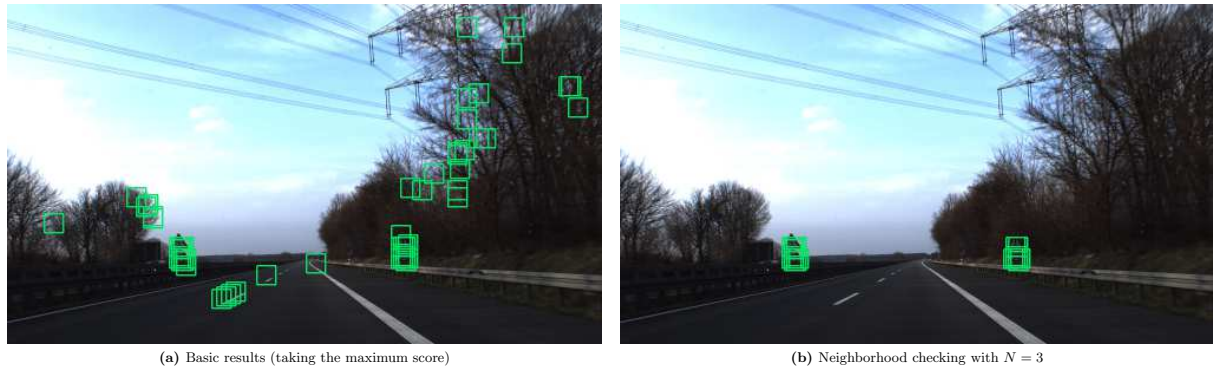 (a) Basic results (taking the maximum score)
(b) Neighborhood checking with N = 3